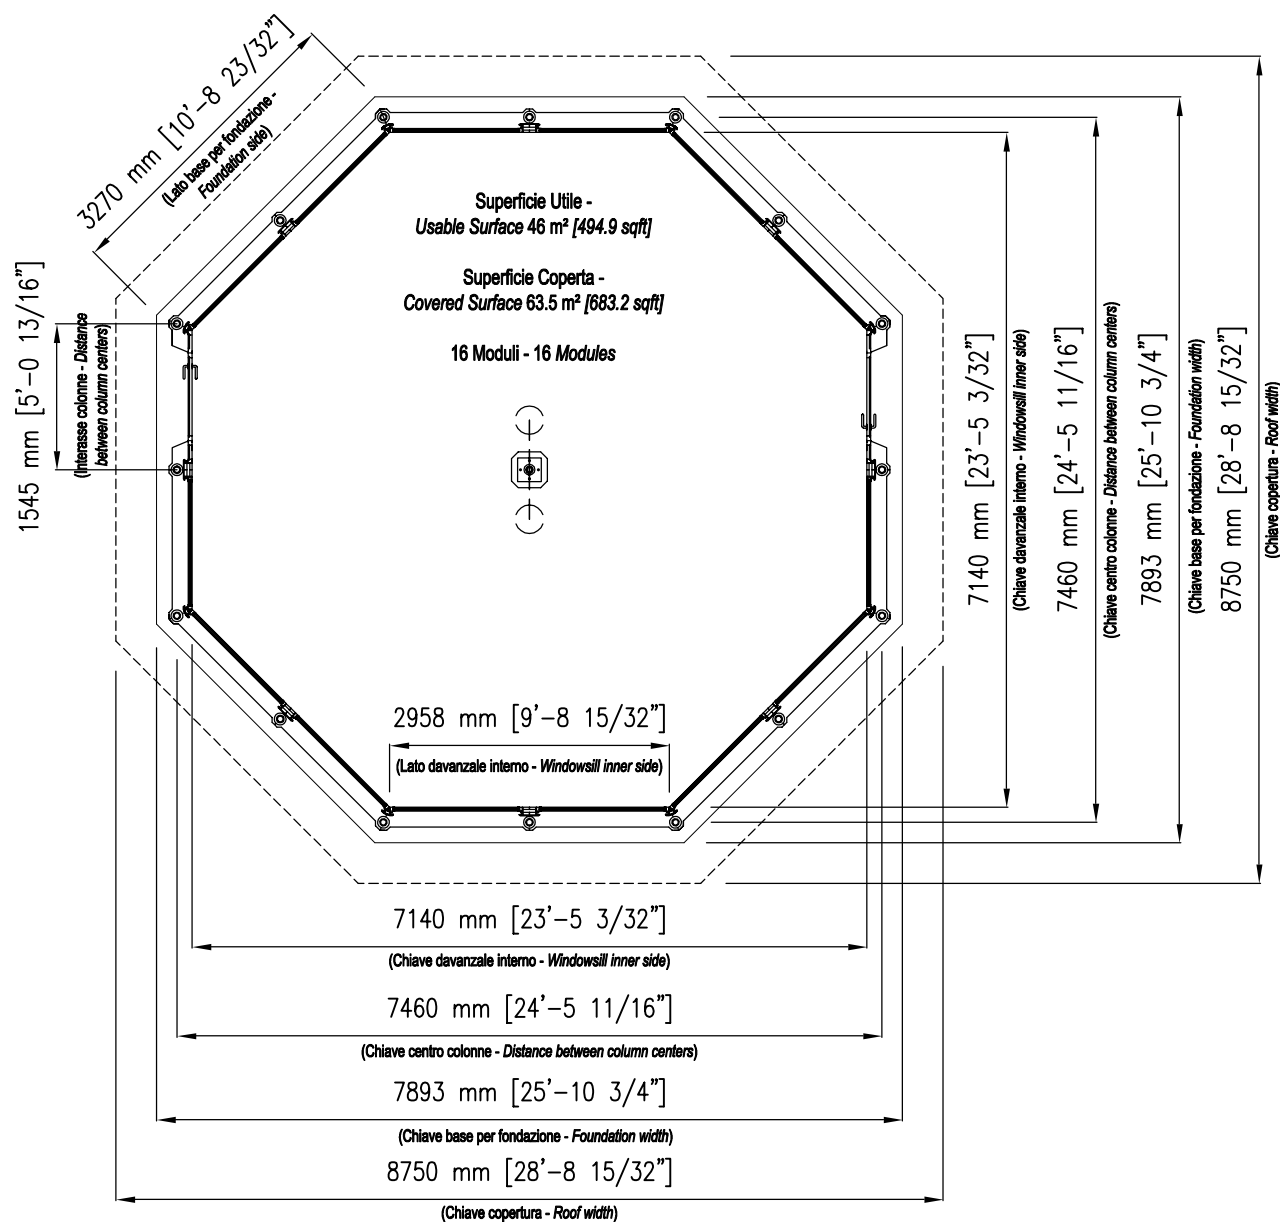 3270 mm [10'-8 23/32"]
(Lato base per fondazione -
Foundation side)
Superficie Utile -
Usable Surface 46 m² [494.9 sqft]
Superficie Coperta -
Covered Surface 63.5 m² [683.2 sqft]
16 Moduli - 16 Modules
1545 mm [5'-0 13/16"]
(Interasse colonne - Distance
between column centers)
7140 mm [23'-5 3/32"]
(Chiave davanzale interno - Windowsill inner side)
7460 mm [24'-5 11/16"]
(Chiave centro colonne - Distance between column centers)
7893 mm [25'-10 3/4"]
(Chiave base per fondazione - Foundation width)
8750 mm [28'-8 15/32"]
(Chiave copertura - Roof width)
2958 mm [9'-8 15/32"]
(Lato davanzale interno - Windowsill inner side)
7140 mm [23'-5 3/32"]
(Chiave davanzale interno - Windowsill inner side)
7460 mm [24'-5 11/16"]
(Chiave centro colonne - Distance between column centers)
7893 mm [25'-10 3/4"]
(Chiave base per fondazione - Foundation width)
8750 mm [28'-8 15/32"]
(Chiave copertura - Roof width)